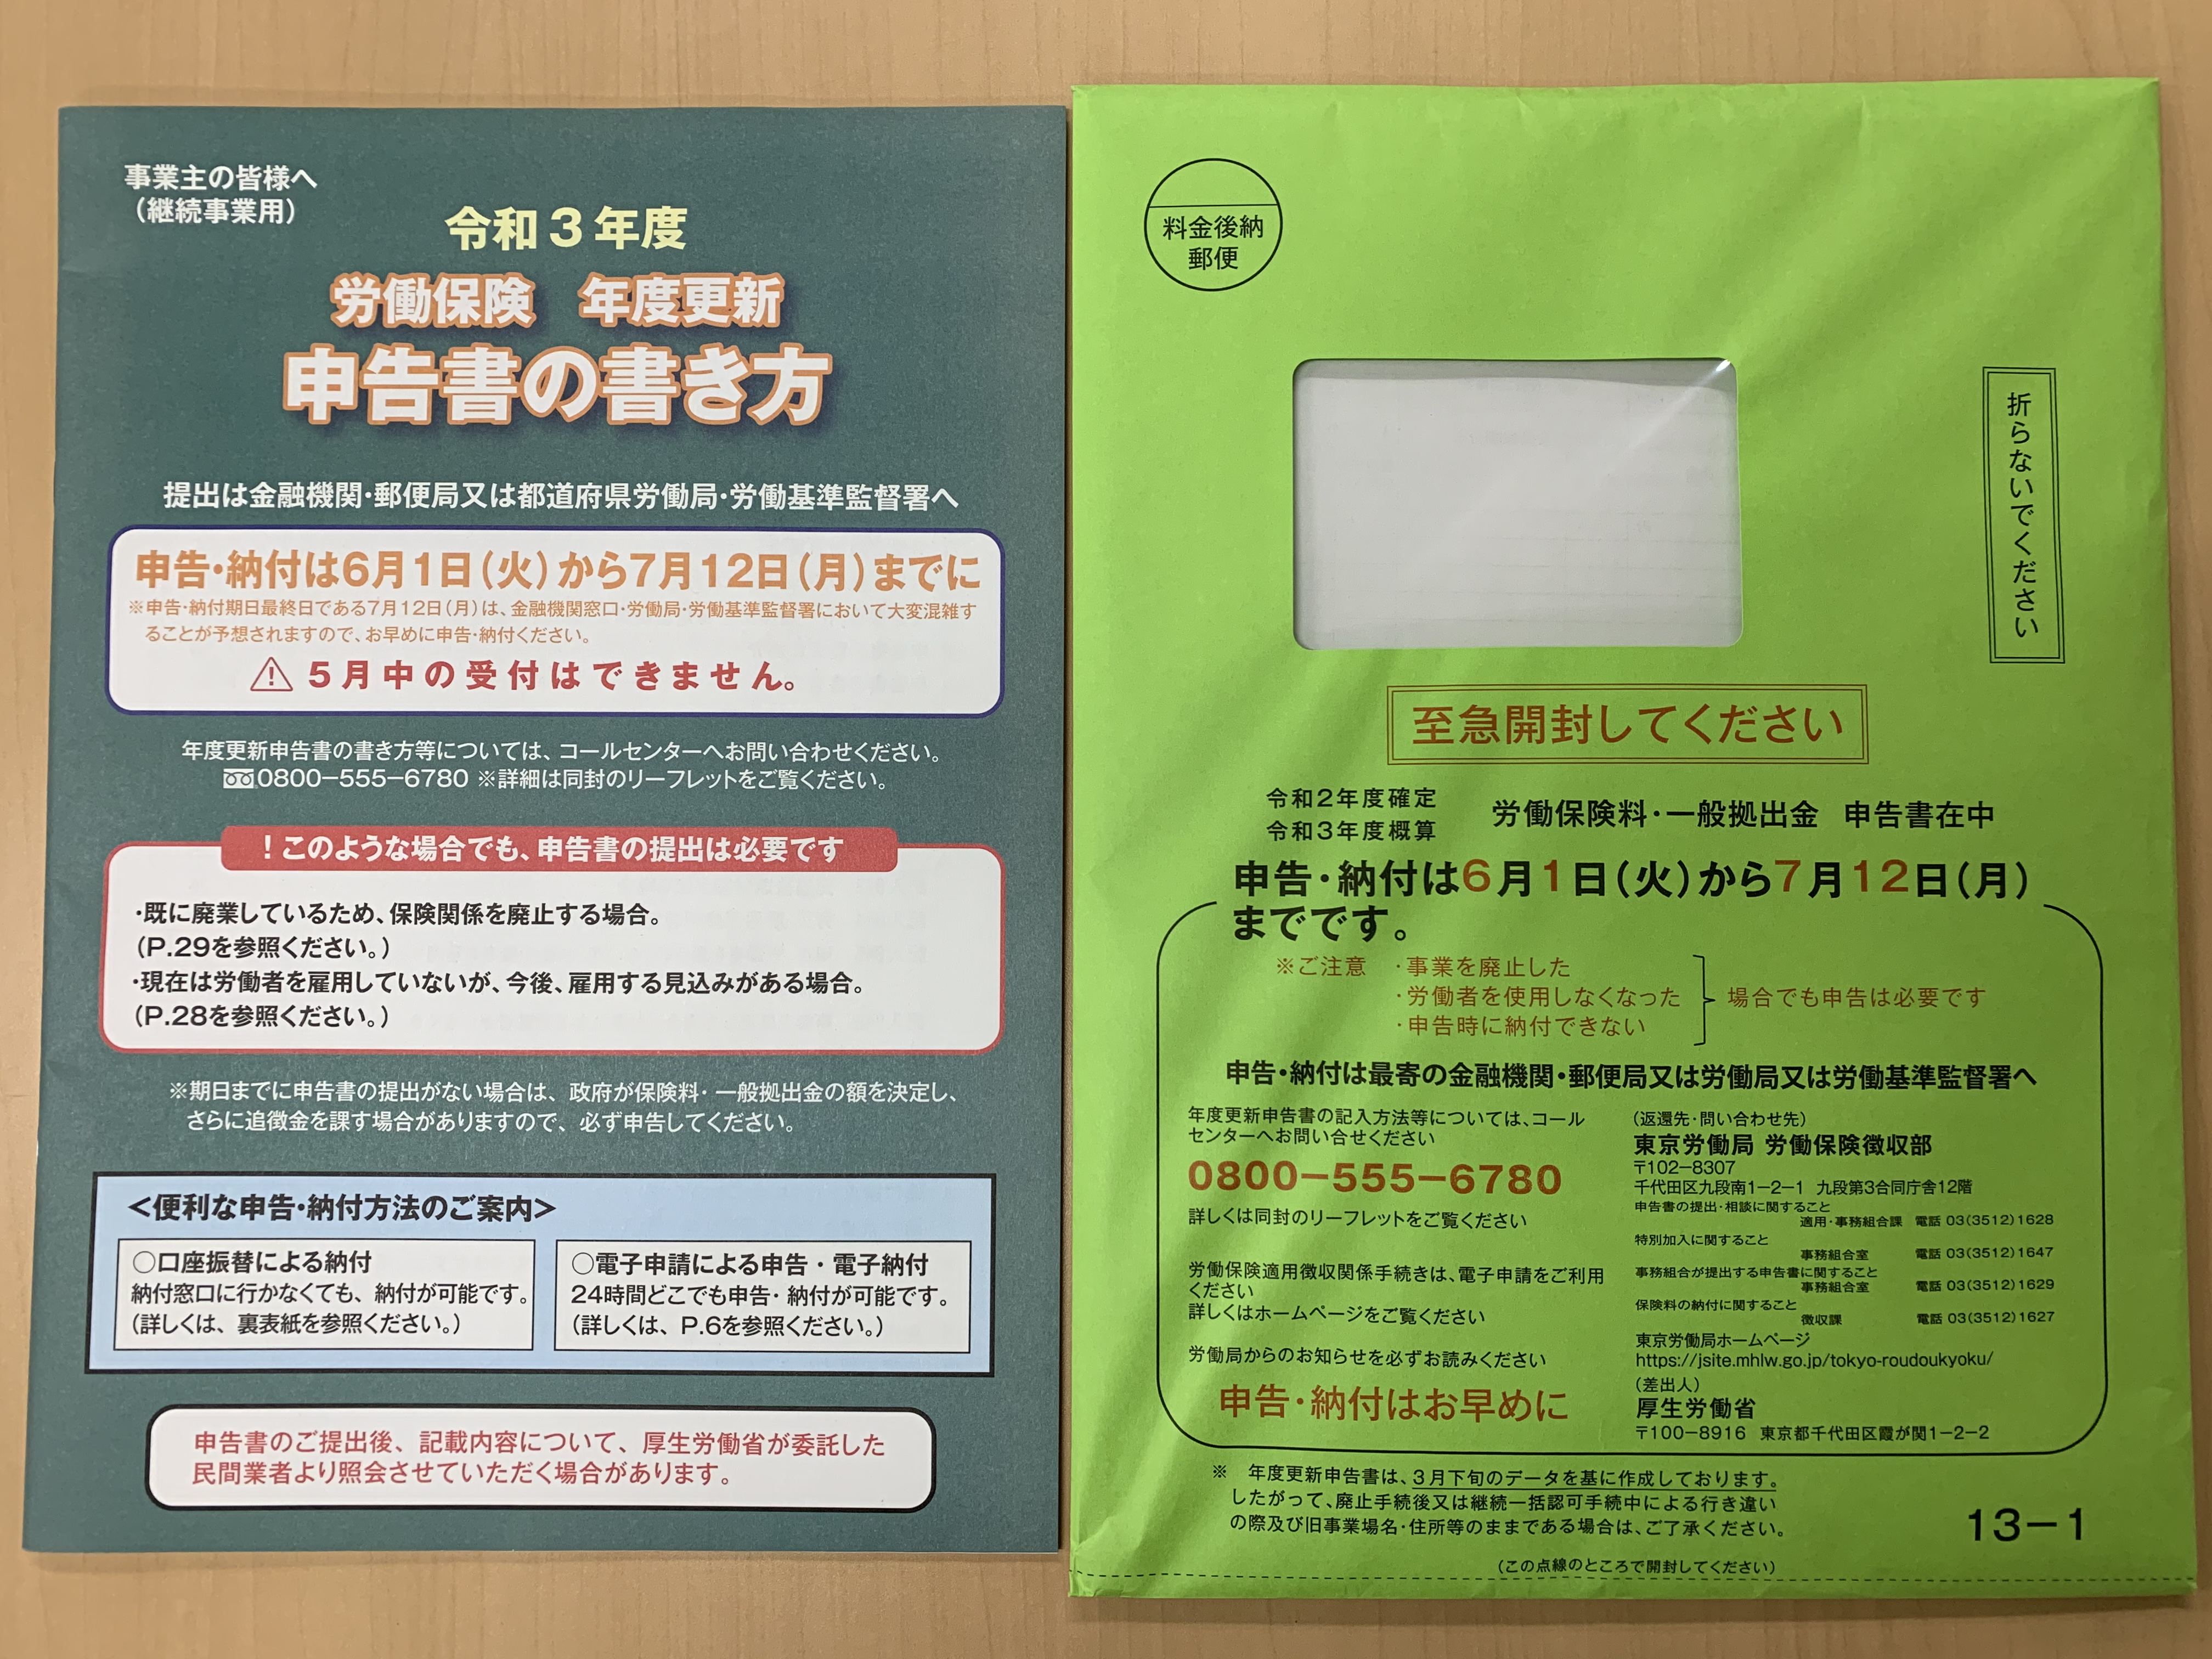 事業主の皆様へ
（継続事業用）
令和３年度
労働保険　年度更新
申告書の書き方
提出は金融機関・郵便局又は都道府県労働局・労働基準監督署へ
申告・納付は6月1日（火）から7月12日（月）までに
※申告・納付期日最終日である7月12日（月）は、金融機関窓口・労働局・労働基準監督署において大変混雑す
ることが予想されますので、お早めに申告・納付ください。
⚠ 5月中の受付はできません。
年度更新申告書の書き方等については、コールセンターへお問い合わせください。
0800−555−6780 ※詳細は同封のリーフレットをご覧ください。
！このような場合でも、申告書の提出は必要です
・既に廃業しているため、保険関係を廃止する場合。
（P.29を参照ください。）
・現在は労働者を雇用していないが、今後、雇用する見込みがある場合。
（P.28を参照ください。）
※期日までに申告書の提出がない場合は、政府が保険料・一般拠出金の額を決定し、
さらに追徴金を課す場合がありますので、必ず申告してください。
＜便利な申告・納付方法のご案内＞
○口座振替による納付
納付窓口に行かなくても、納付が可能です。
（詳しくは、裏表紙を参照ください。）
○電子申請による申告・電子納付
24時間どこでも申告・納付が可能です。
（詳しくは、P.6を参照ください。）
申告書のご提出後、記載内容について、厚生労働省が委託した
民間業者より照会させていただく場合があります。
料金後納
郵便
折らないでください
至急開封してください
令和2年度確定
令和3年度概算
労働保険料・一般拠出金　申告書在中
申告・納付は6月1日（火）から7月12日（月）
までです。
※ご注意
・事業を廃止した
・労働者を使用しなくなった
・申告時に納付できない
場合でも申告は必要です
申告・納付は最寄の金融機関・郵便局又は労働局又は労働基準監督署へ
年度更新申告書の記入方法等については、コール
センターへお問い合せください
0800−555−6780
詳しくは同封のリーフレットをご覧ください
労働保険適用徴収関係手続きは、電子申請をご利用
ください
詳しくはホームページをご覧ください
労働局からのお知らせを必ずお読みください
申告・納付はお早めに
（返還先・問い合わせ先）
東京労働局 労働保険徴収部
〒102−8307
千代田区九段南1−2−1　九段第3合同庁舎12階
申告書の提出・相談に関すること
適用・事務組合課　電話 03(3512)1628
特別加入に関すること
事務組合室　電話 03(3512)1647
事務組合が提出する申告書に関すること
事務組合室　電話 03(3512)1629
保険料の納付に関すること
徴収課　電話 03(3512)1627
東京労働局ホームページ
https://jsite.mhlw.go.jp/tokyo-roudoukyoku/
（差出人）
厚生労働省
〒100−8916　東京都千代田区霞が関1−2−2
※　年度更新申告書は、3月下旬のデータを基に作成しております。
したがって、廃止手続後又は継続一括認可手続中による行き違い
の際及び旧事業場名・住所等のままである場合は、ご了承ください。
13−1
（この点線のところで開封してください）